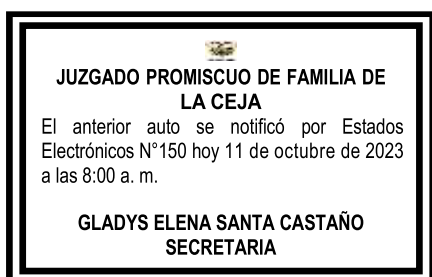 JUZGADO PROMISCUO DE FAMILIA DE
LA CEJA
El anterior auto se notificó por Estados
Electrónicos N°150 hoy 11 de octubre de 2023
a las 8:00 a. m.
GLADYS ELENA SANTA CASTAÑO
SECRETARIA